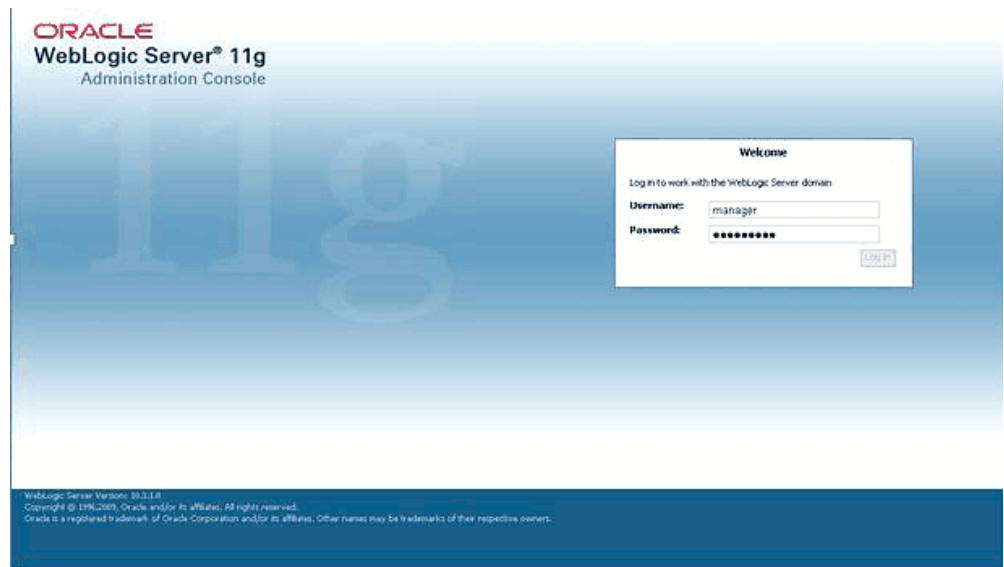 ORACLE
WebLogic Server® 11g
Administration Console
11g
Welcome
Log in to work with the WebLogic Server domain
Username:
manager
Password:
●●●●●●●●●
Log In
WebLogic Server Version: 10.3.1.0
Copyright © 1996,2009, Oracle and/or its affiliates. All rights reserved.
Oracle is a registered trademark of Oracle Corporation and/or its affiliates. Other names may be trademarks of their respective owners.